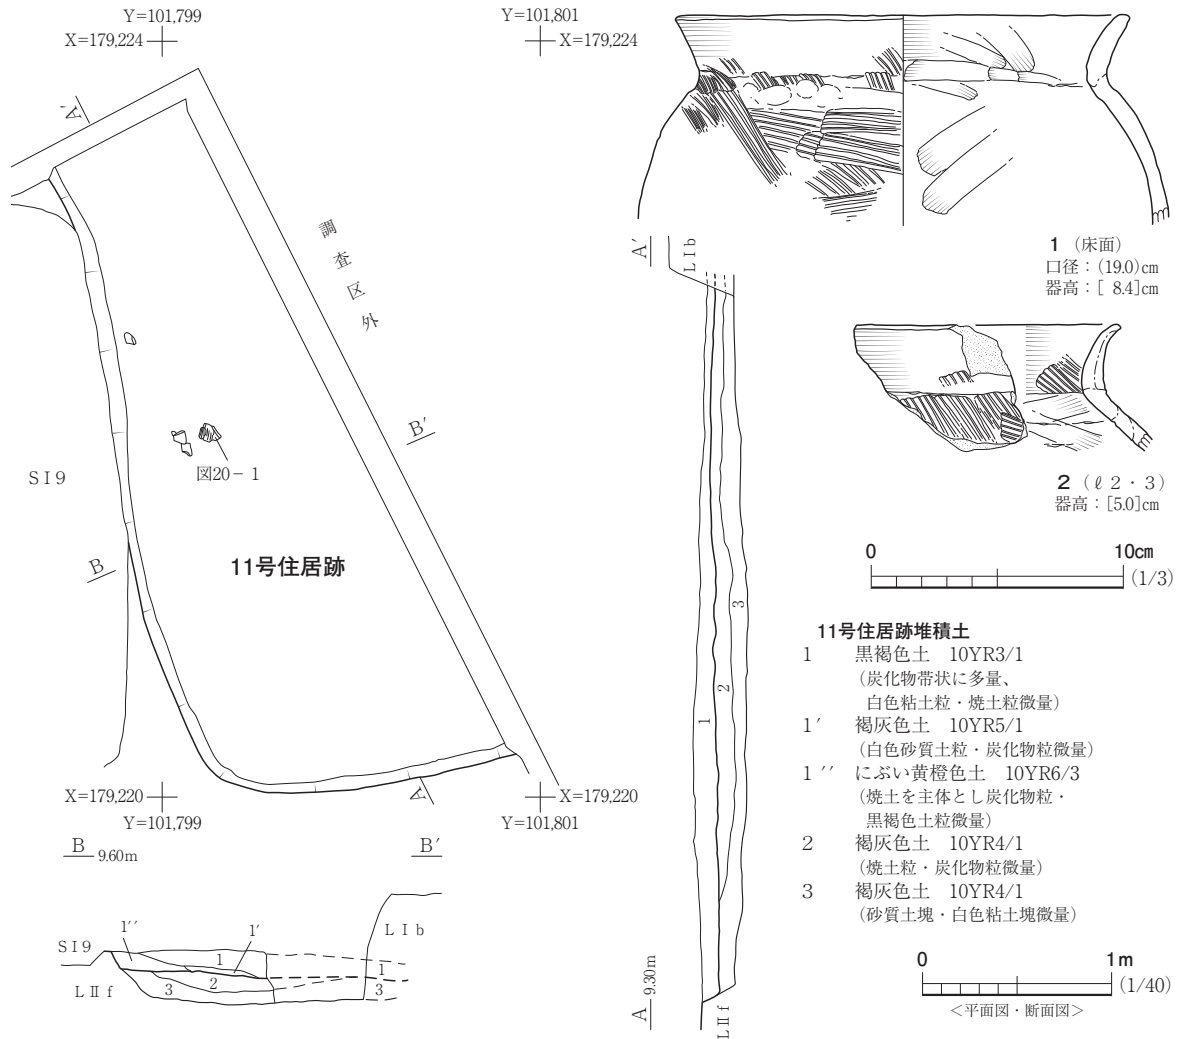 Y=101,799
X=179,224
Y=101,801
X=179,224
A′
調査区外
B′
SI9
図20－1
B
11号住居跡
A
X=179,220
Y=101,799
X=179,220
Y=101,801
B 9.60m
B′
1′′
1′
SI9
1
LⅠb
2
3
LⅡf
1
3
A′
LⅠb
3
2
1
A 9.30m
LⅡf
1 （床面）
口径：(19.0)㎝
器高：[ 8.4]㎝
2 （ℓ２・３）
器高：[5.0]㎝
0 10㎝
(1/3)
11号住居跡堆積土
1 黒褐色土 10YR3/1
（炭化物帯状に多量、
白色粘土粒・焼土粒微量）
1′ 褐灰色土 10YR5/1
（白色砂質土粒・炭化物粒微量）
1′′ にぶい黄橙色土 10YR6/3
（焼土を主体とし炭化物粒・
黒褐色土粒微量）
2 褐灰色土 10YR4/1
（焼土粒・炭化物粒微量）
3 褐灰色土 10YR4/1
（砂質土塊・白色粘土塊微量）
0 1m
(1/40)
＜平面図・断面図＞